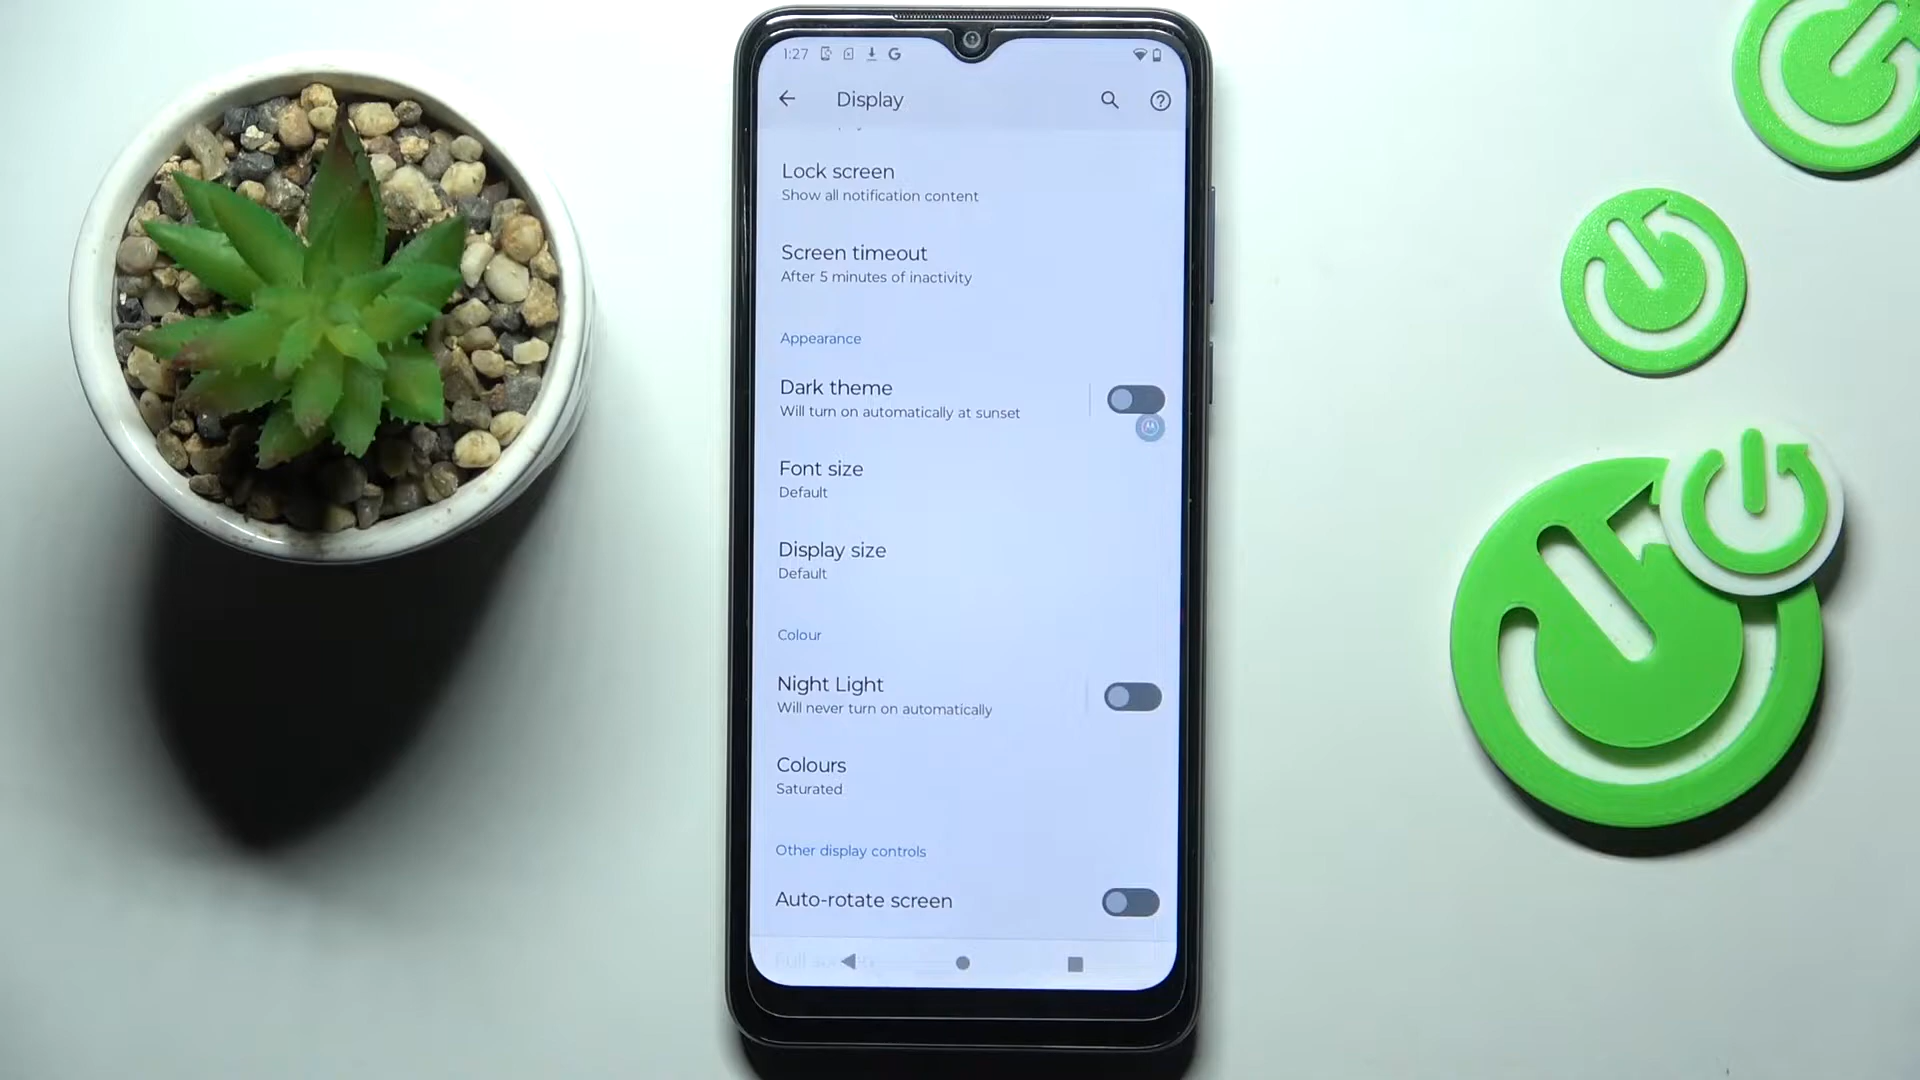 1:27 G
Display
Lock screen
Show all notification content
Screen timeout
After 5 minutes of inactivity
Appearance
Dark theme
Will turn on automatically at sunset
Font size
Default
Display size
Default
Colour
Night Light
Will never turn on automatically
Colours
Saturated
Other display controls
Auto-rotate screen